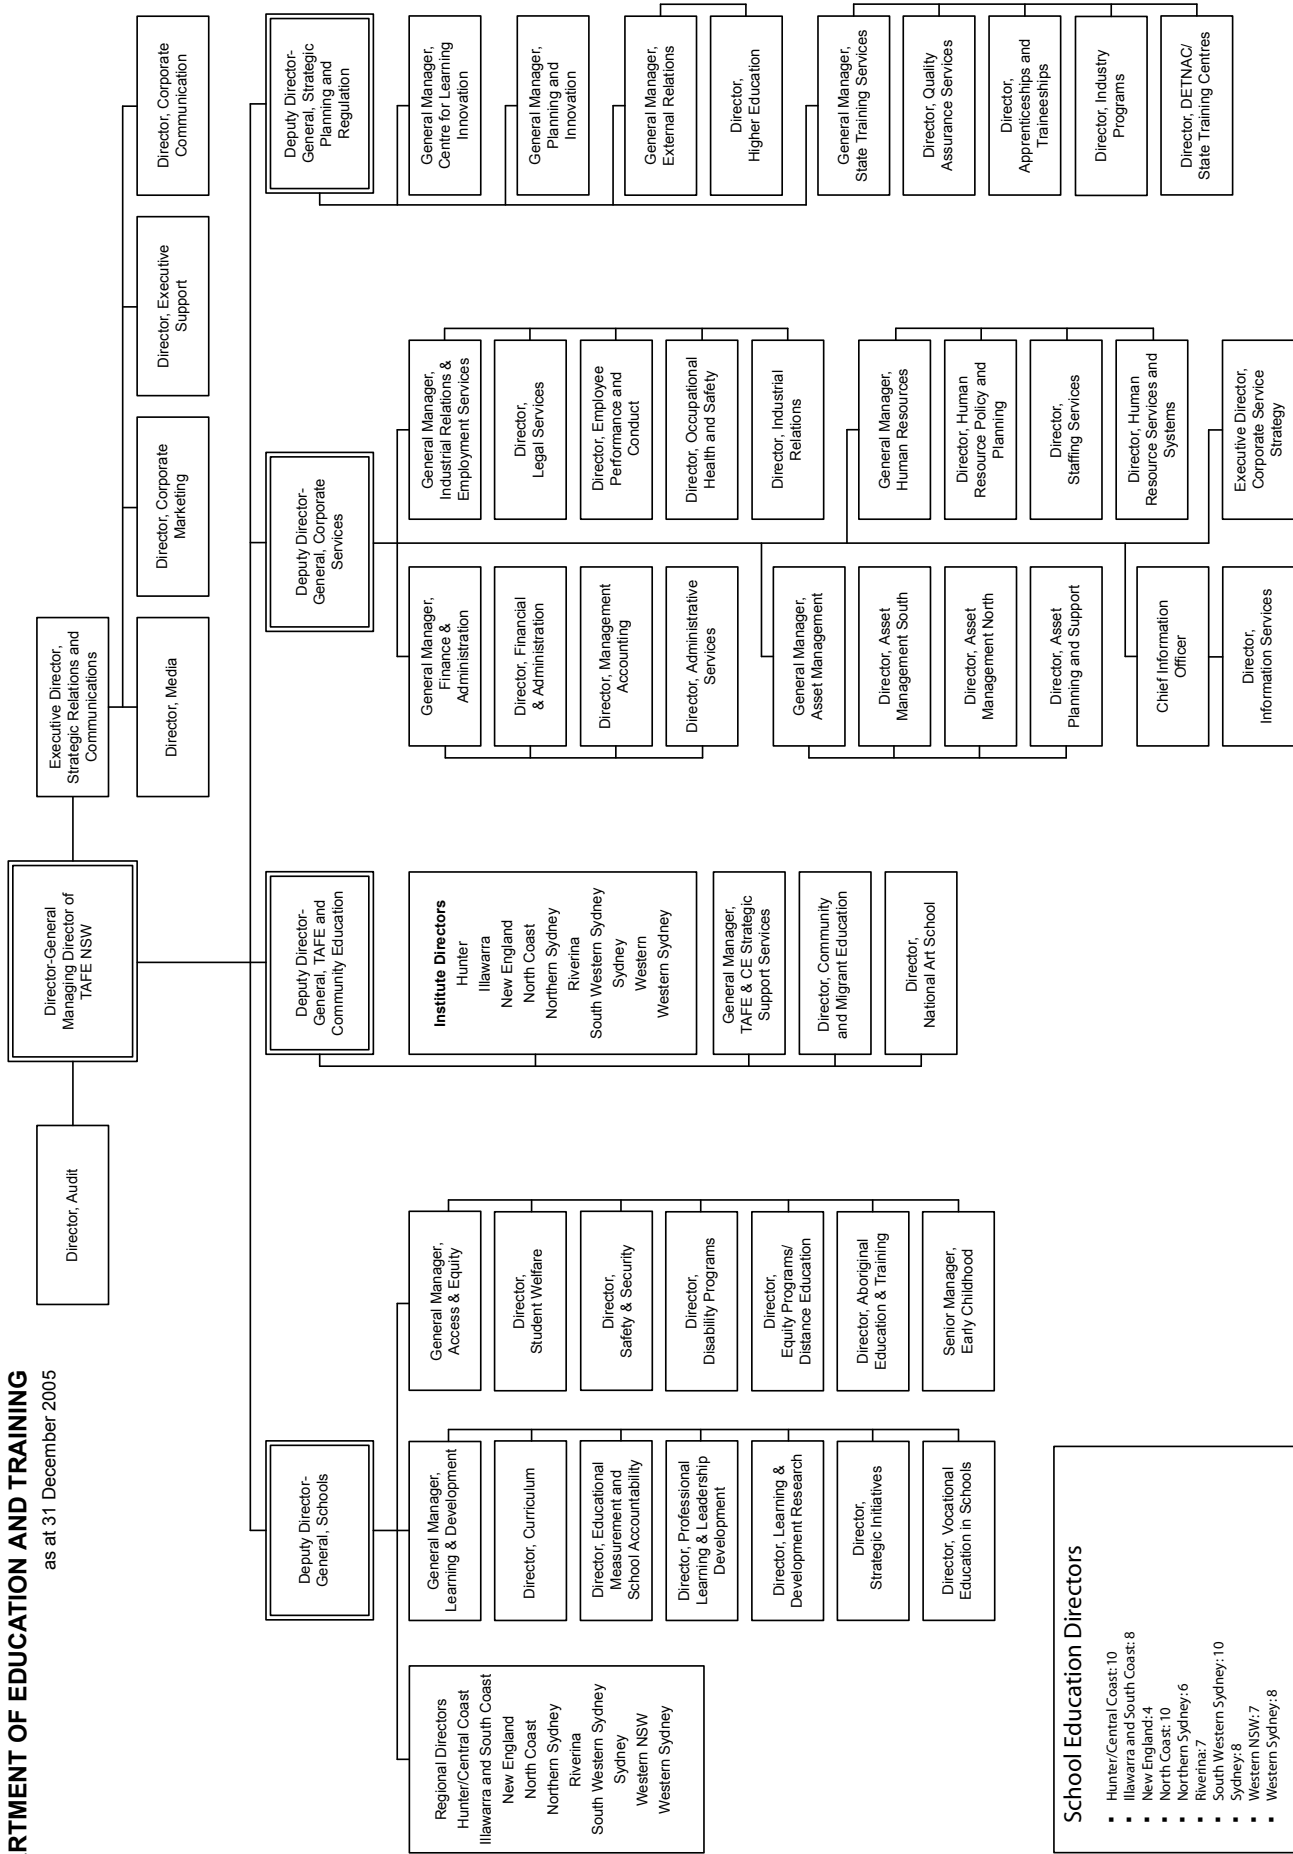 RTMENT OF EDUCATION AND TRAINING
as at 31 December 2005
Director, Audit
Director-General
Managing Director of
TAFE NSW
Executive Director,
Strategic Relations and
Communications
Director, Media
Director, Corporate
Marketing
Director, Executive
Support
Director, Corporate
Communication
Deputy Director-
General, Schools
Regional Directors
Hunter/Central Coast
Illawarra and South Coast
New England
North Coast
Northern Sydney
Riverina
South Western Sydney
Sydney
Western NSW
Western Sydney
General Manager,
Learning & Development
Director, Curriculum
Director, Educational
Measurement and
School Accountability
Director, Professional
Learning & Leadership
Development
Director, Learning &
Development Research
Director,
Strategic Initiatives
Director, Vocational
Education in Schools
General Manager,
Access & Equity
Director,
Student Welfare
Director,
Safety & Security
Director,
Disability Programs
Director,
Equity Programs/
Distance Education
Director, Aboriginal
Education & Training
Senior Manager,
Early Childhood
Deputy Director-
General, TAFE and
Community Education
Institute Directors
Hunter
Illawarra
New England
North Coast
Northern Sydney
Riverina
South Western Sydney
Sydney
Western
Western Sydney
General Manager,
TAFE & CE Strategic
Support Services
Director, Community
and Migrant Education
Director,
National Art School
Deputy Director-
General, Corporate
Services
General Manager,
Finance &
Administration
Director, Financial
& Adminitration
Director, Management
Accounting
Director, Administrative
Services
General Manager,
Asset Management
Director, Asset
Management South
Director, Asset
Management North
Director, Asset
Planning and Support
Chief Information
Officer
Director,
Information Services
General Manager,
Industrial Relations &
Employment Services
Director,
Legal Services
Director, Employee
Performance and
Conduct
Director, Occupational
Health and Safety
Director, Industrial
Relations
General Manager,
Human Resources
Director, Human
Resource Policy and
Planning
Director,
Staffing Services
Director, Human
Resource Services and
Systems
Executive Director,
Corporate Service
Strategy
Deputy Director-
General, Strategic
Planning and
Regulation
General Manager,
Centre for Learning
Innovation
General Manager,
Planning and
Innovation
General Manager,
External Relations
Director,
Higher Education
General Manager,
State Training Services
Director, Quality
Assurance Services
Director,
Apprenticeships and
Traineeships
Director, Industry
Programs
Director, DETNAC/
State Training Centres
School Education Directors
▪ Hunter/Central Coast: 10
▪ Illawarra and South Coast: 8
▪ New England: 4
▪ North Coast: 10
▪ Northern Sydney: 6
▪ Riverina: 7
▪ South Western Sydney: 10
▪ Sydney: 8
▪ Western NSW: 7
▪ Western Sydney: 8